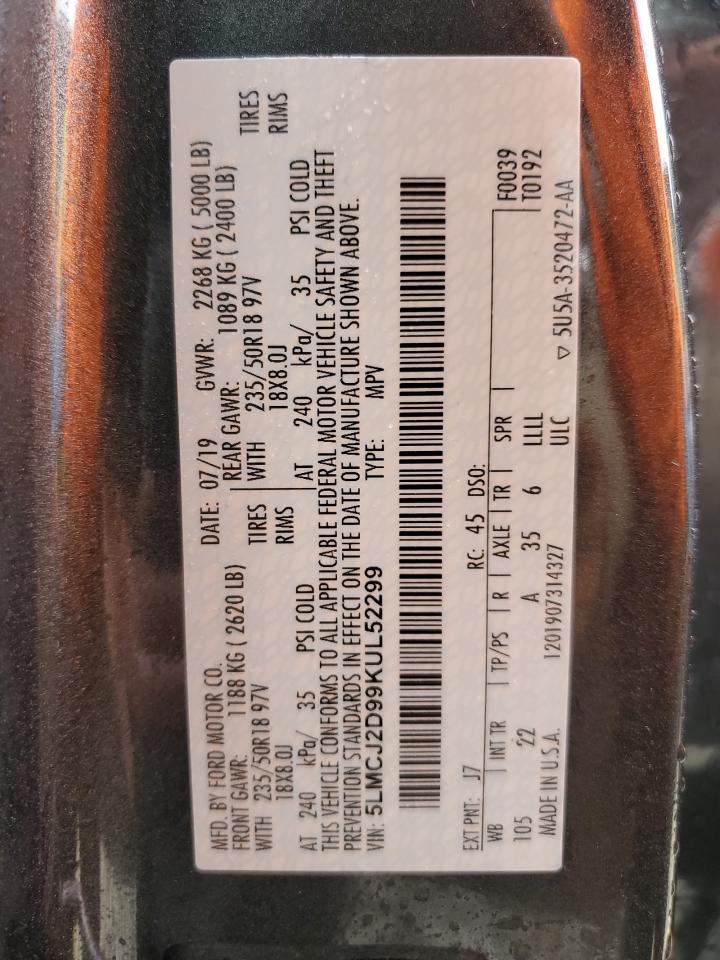 MFD. BY FORD MOTOR CO. DATE: 07/19 GVWR: 2268 KG ( 5000 LB)
FRONT GAWR: 1188 KG ( 2620 LB) REAR GAWR: 1089 KG ( 2400 LB)
WITH 235/50R18 97V TIRES WITH 235/50R18 97V TIRES
18X8.0J RIMS 18X8.0J RIMS
AT 240 kPa/ 35 PSI COLD AT 240 kPa/ 35 PSI COLD
THIS VEHICLE CONFORMS TO ALL APPLICABLE FEDERAL MOTOR VEHICLE SAFETY AND THEFT
PREVENTION STANDARDS IN EFFECT ON THE DATE OF MANUFACTURE SHOWN ABOVE.
VIN: 5LMCJ2D99KUL52299 TYPE: MPV
EXT PNT: J7 RC: 45 DSO:
WB INT TR TP/PS R AXLE TR SPR F0039
105 22 A 35 6 LLLL T0192
ULC
MADE IN U.S.A. 1201907314327 ▽ 5U5A-3520472-AA